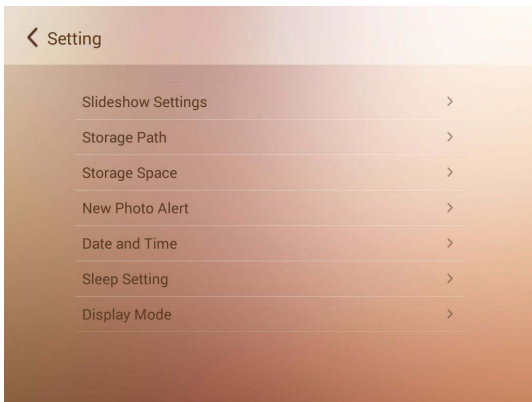 Setting
Slideshow Settings
Storage Path
Storage Space
New Photo Alert
Date and Time
Sleep Setting
Display Mode